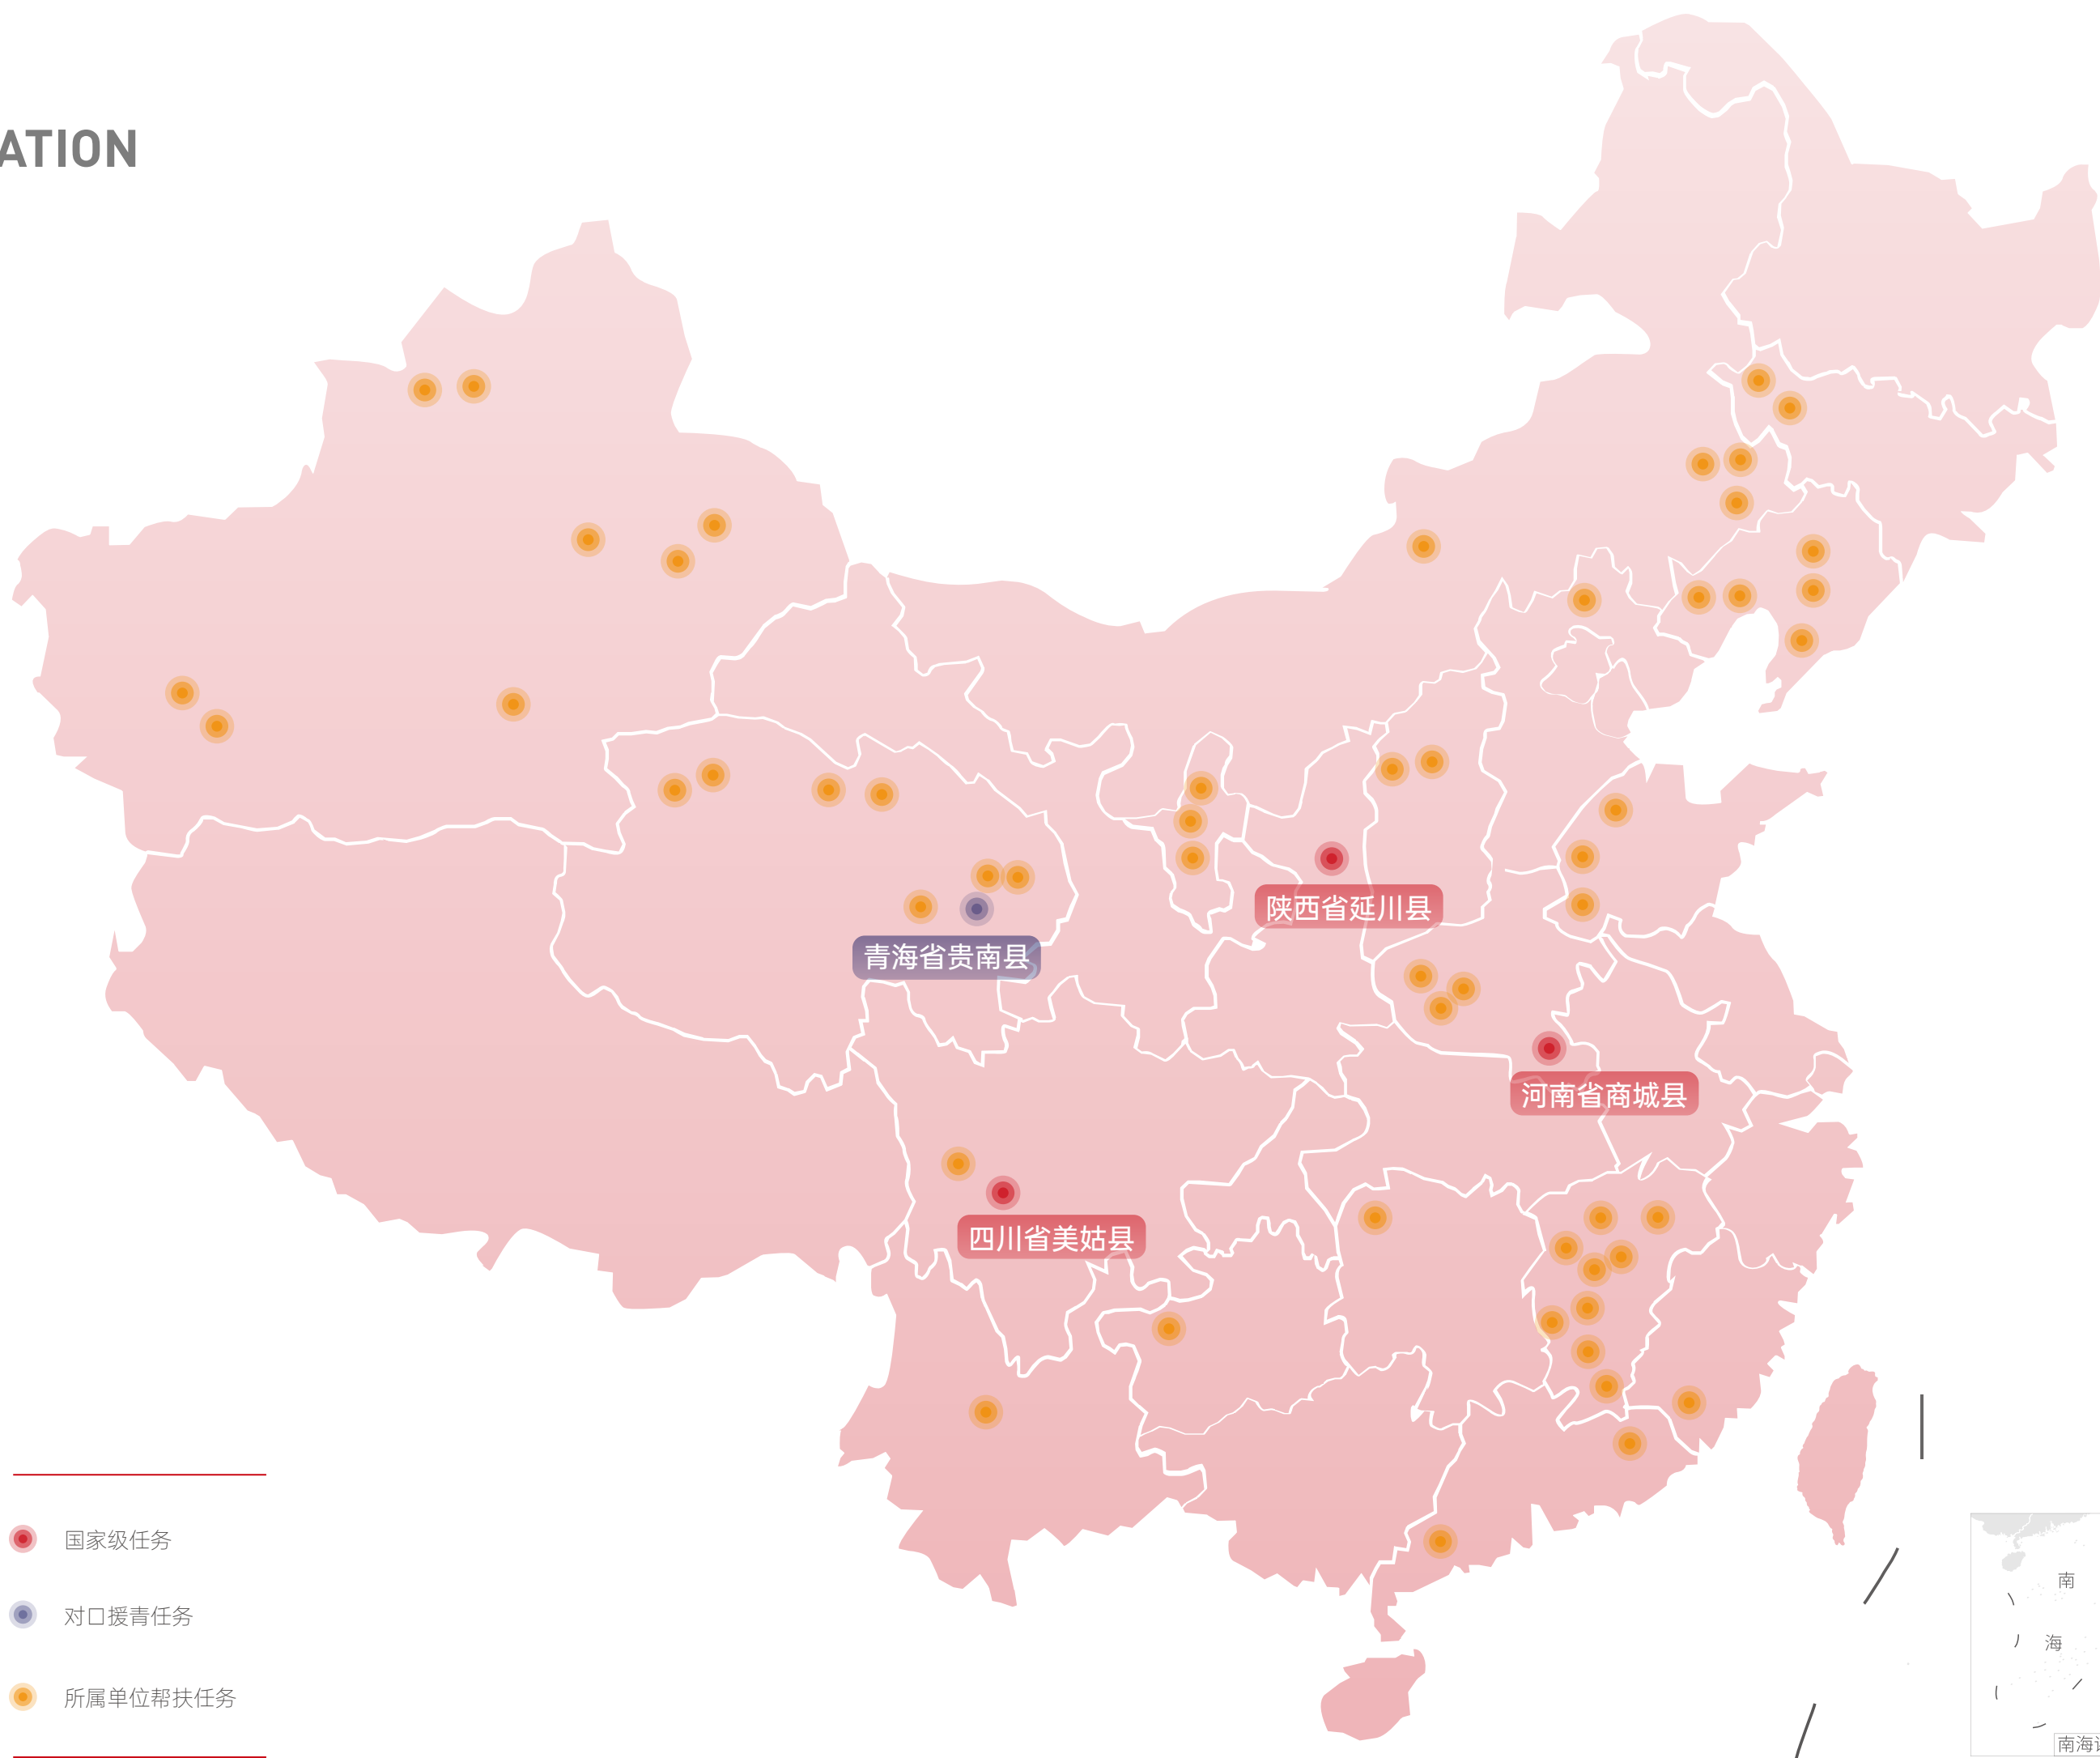 ATION
陕西省延川县
青海省贵南县
河南省商城县
四川省美姑县
国家级任务
对口援青任务
所属单位帮扶任务
南
海
南海